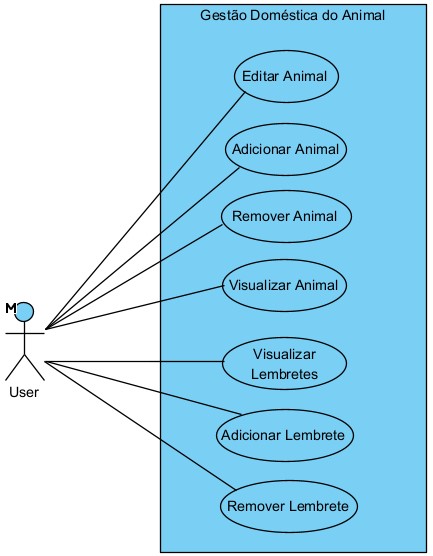 Gestão Doméstica do Animal
Editar Animal
Adicionar Animal
Remover Animal
Visualizar Animal
M
User
Visualizar
Lembretes
Adicionar Lembrete
Remover Lembrete